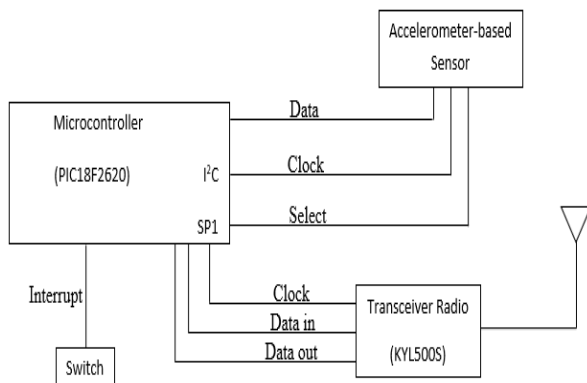 Accelerometer-based
Sensor
Microcontroller
(PIC18F2620)
I²C
SP1
Data
Clock
Select
Interrupt
Switch
Clock
Data in
Data out
Transceiver Radio
(KYL500S)